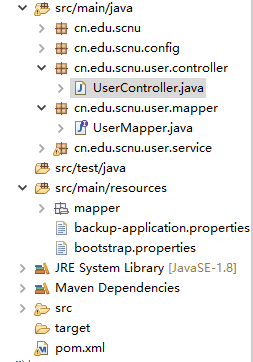 src/main/java
cn.edu.scnu
cn.edu.scnu.config
cn.edu.scnu.user.controller
UserController.java
cn.edu.scnu.user.mapper
UserMapper.java
cn.edu.scnu.user.service
src/test/java
src/main/resources
mapper
backup-application.properties
bootstrap.properties
JRE System Library [JavaSE-1.8]
Maven Dependencies
src
target
pom.xml